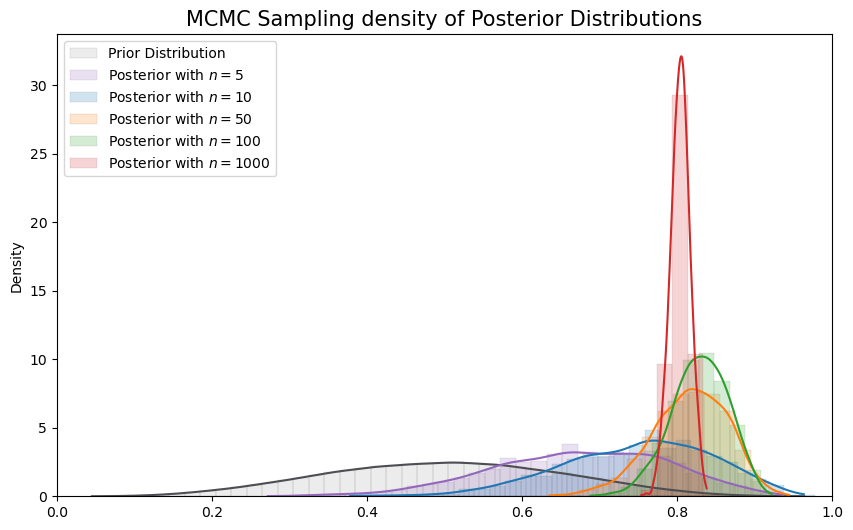 MCMC Sampling density of Posterior Distributions
Prior Distribution
Posterior with n = 5
Posterior with n = 10
Posterior with n = 50
Posterior with n = 100
Posterior with n = 1000
Density
30
25
20
15
10
5
0
0.0 0.2 0.4 0.6 0.8 1.0